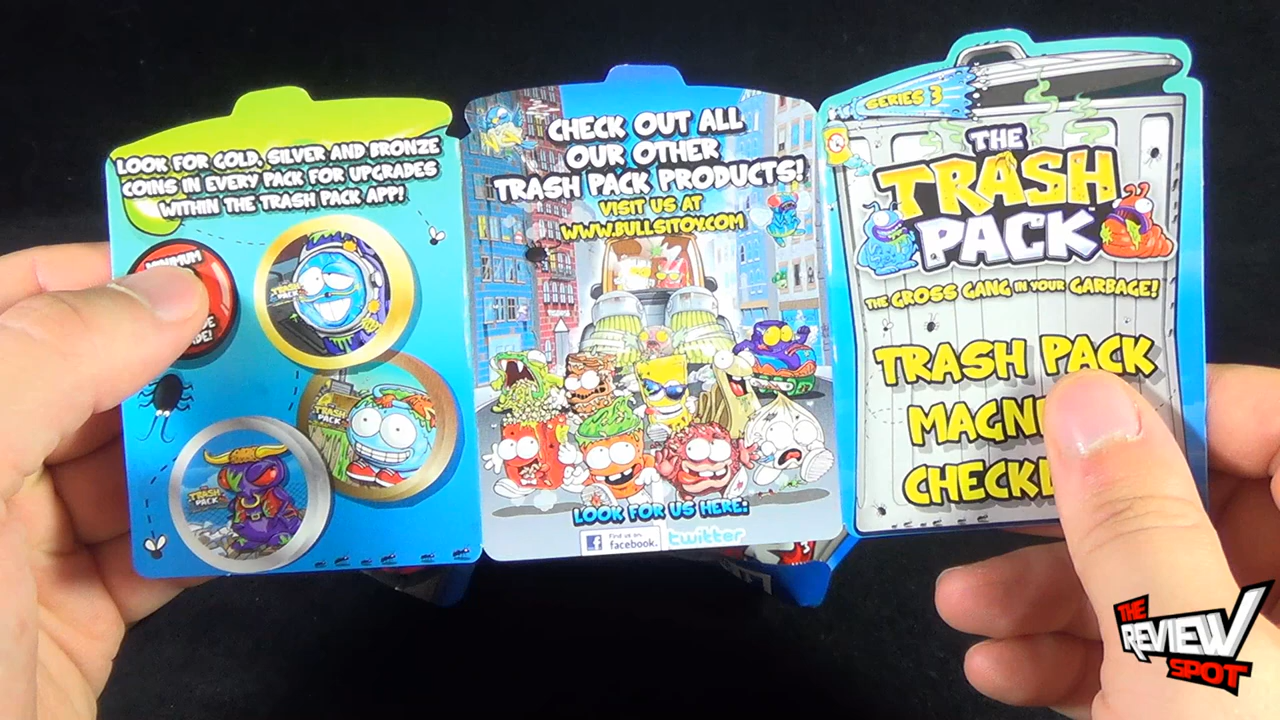 LOOK FOR GOLD, SILVER AND BRONZE
COINS IN EVERY PACK FOR UPGRADES
WITHIN THE TRASH PACK APP!
MINIMUM
TRASH PACK
TRASH PACK
TRASH PACK
CHECK OUT ALL
OUR OTHER
TRASH PACK PRODUCTS!
VISIT US AT
WWW.BULLSITOY.COM
LOOK FOR US HERE:
Find us on
facebook.
twitter
SERIES 3
THE
TRASH
PACK
THE GROSS GANG IN YOUR GARBAGE!
TRASH PACK
THE
REVIEW
SPOT